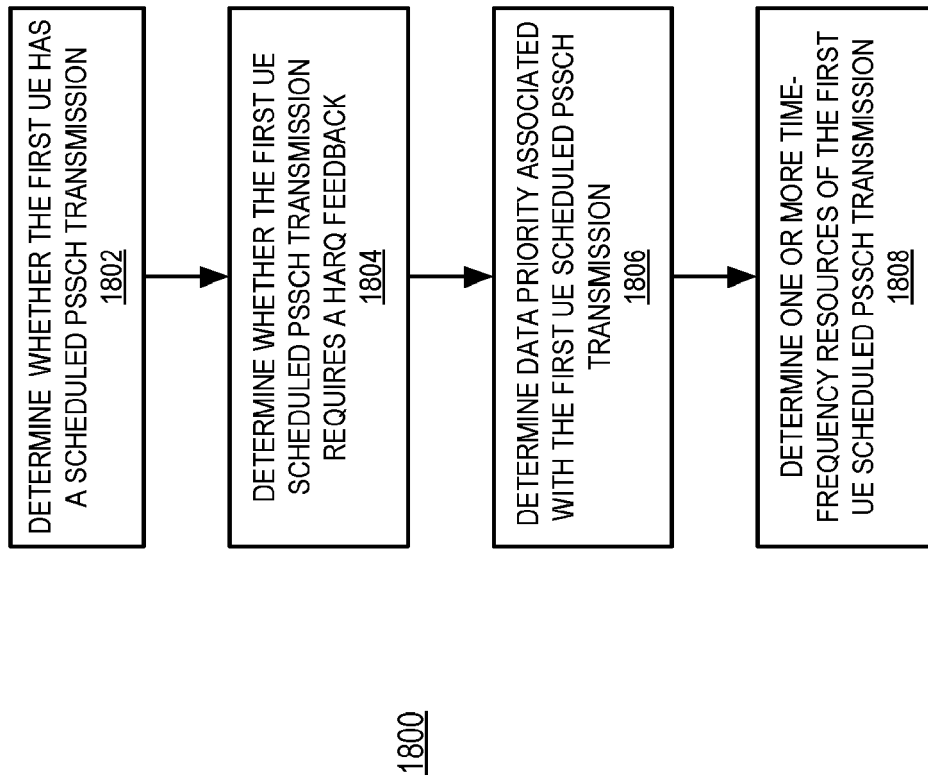 DETERMINE WHETHER THE FIRST UE HAS
A SCHEDULED PSSCH TRANSMISSION
1802
DETERMINE WHETHER THE FIRST UE
SCHEDULED PSSCH TRANSMISSION
REQUIRES A HARQ FEEDBACK
1804
DETERMINE DATA PRIORITY ASSOCIATED
WITH THE FIRST UE SCHEDULED PSSCH
TRANSMISSION
1806
DETERMINE ONE OR MORE TIME-
FREQUENCY RESOURCES OF THE FIRST
UE SCHEDULED PSSCH TRANSMISSION
1808
1800